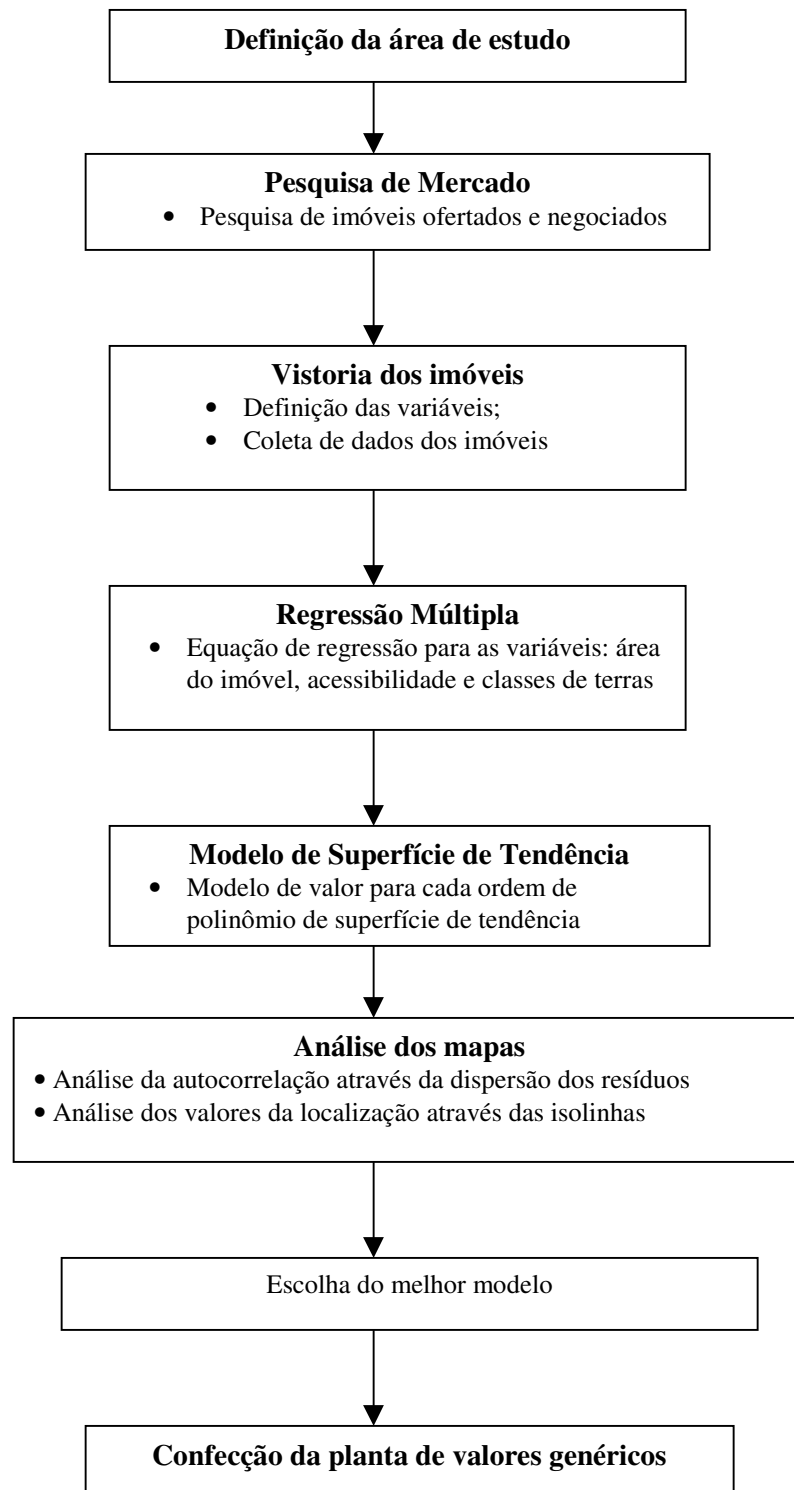 Definição da área de estudo
Pesquisa de Mercado
• Pesquisa de imóveis ofertados e negociados
Vistoria dos imóveis
• Definição das variáveis;
• Coleta de dados dos imóveis
Regressão Múltipla
• Equação de regressão para as variáveis: área
do imóvel, acessibilidade e classes de terras
Modelo de Superfície de Tendência
• Modelo de valor para cada ordem de
polinômio de superfície de tendência
Análise dos mapas
• Análise da autocorrelação através da dispersão dos resíduos
• Análise dos valores da localização através das isolinhas
Escolha do melhor modelo
Confecção da planta de valores genéricos